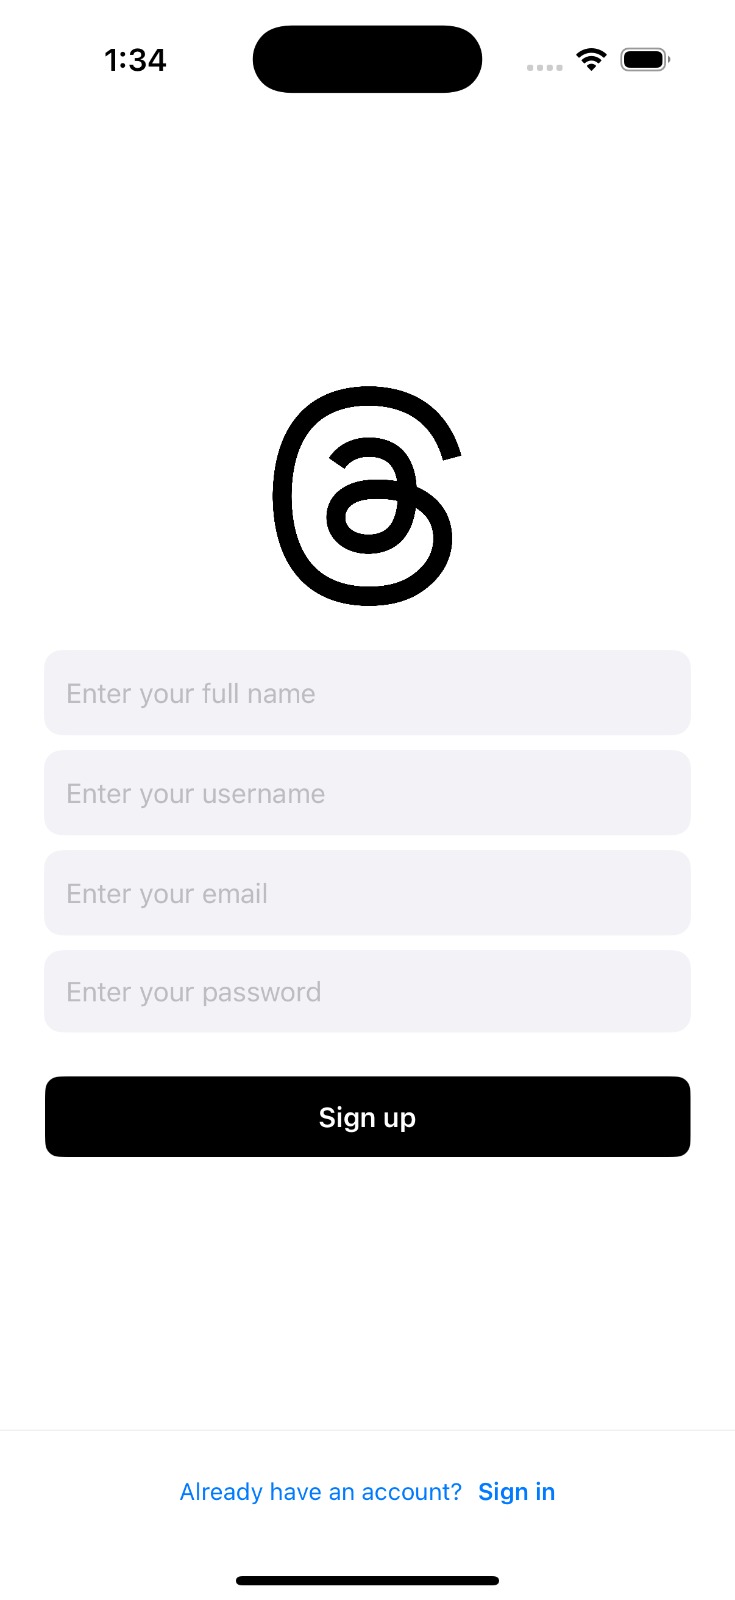 1:34
Enter your full name
Enter your username
Enter your email
Enter your password
Sign up
Already have an account? Sign in